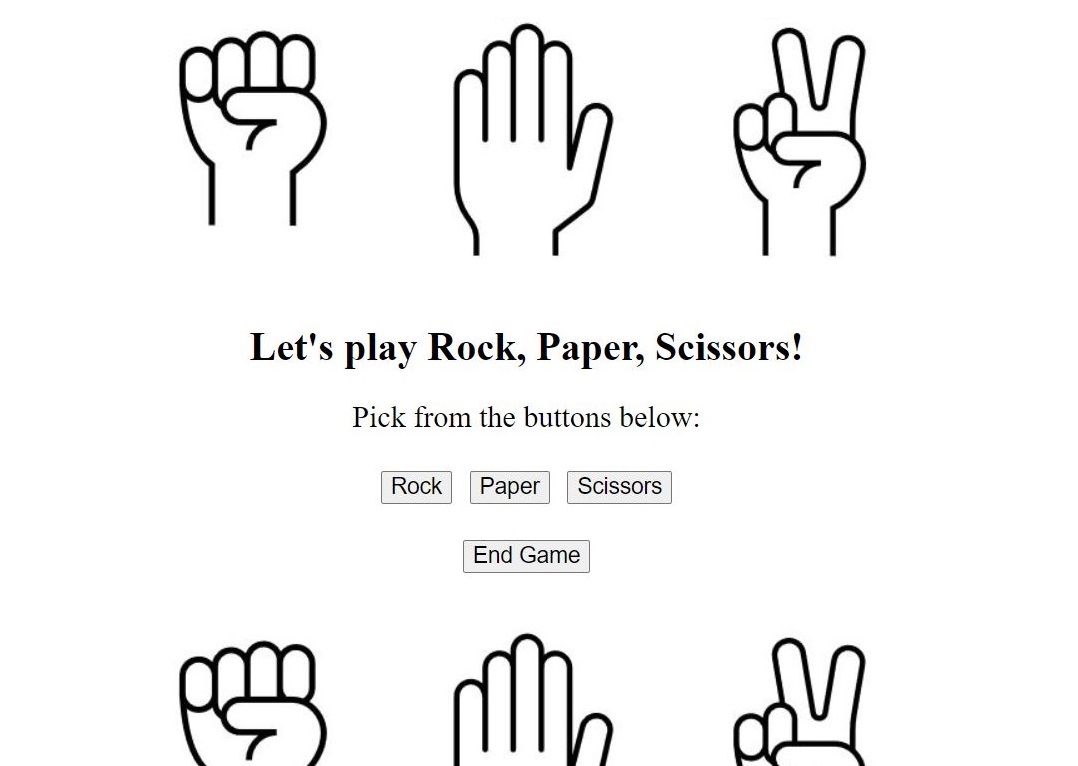 Let's play Rock, Paper, Scissors!
Pick from the buttons below:
Rock Paper Scissors
End Game